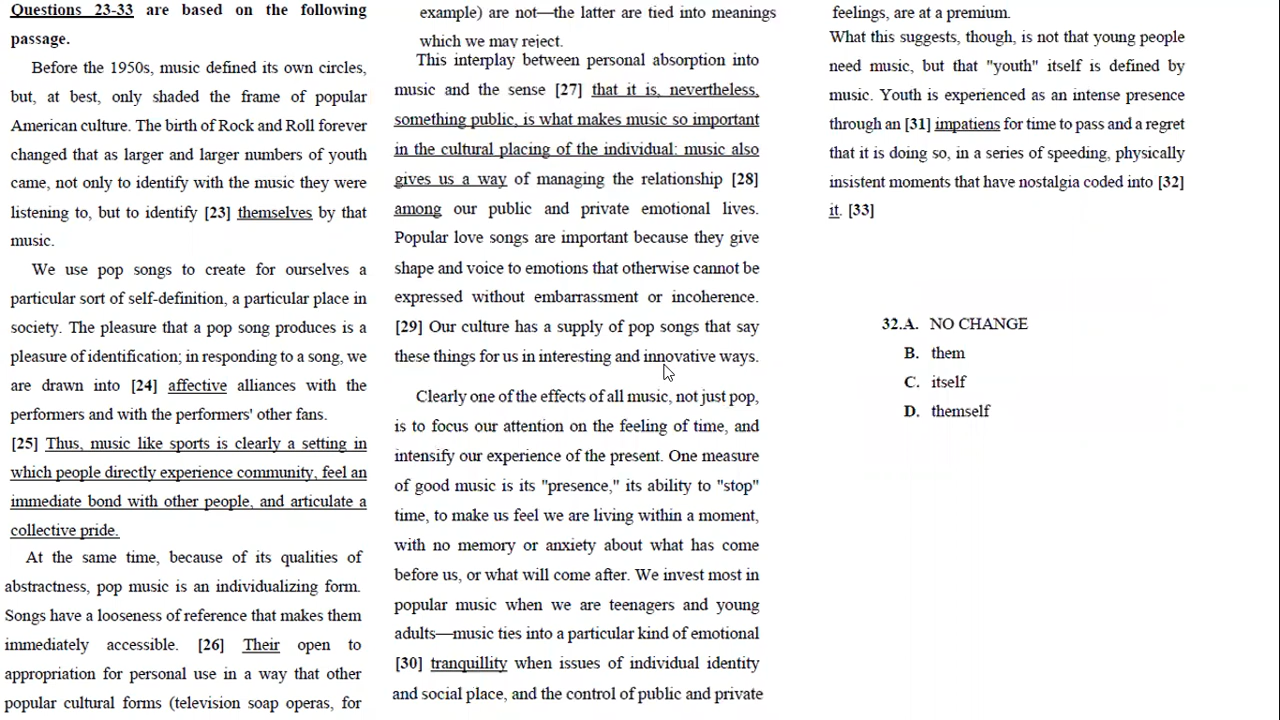 Questions 23-33 are based on the following
passage.
Before the 1950s, music defined its own circles,
but, at best, only shaded the frame of popular
American culture. The birth of Rock and Roll forever
changed that as larger and larger numbers of youth
came, not only to identify with the music they were
listening to, but to identify [23] themselves by that
music.
We use pop songs to create for ourselves a
particular sort of self-definition, a particular place in
society. The pleasure that a pop song produces is a
pleasure of identification; in responding to a song, we
are drawn into [24] affective alliances with the
performers and with the performers' other fans.
[25] Thus, music like sports is clearly a setting in
which people directly experience community, feel an
immediate bond with other people, and articulate a
collective pride.
At the same time, because of its qualities of
abstractness, pop music is an individualizing form.
Songs have a looseness of reference that makes them
immediately accessible. [26] Their open to
appropriation for personal use in a way that other
popular cultural forms (television soap operas, for
example) are not—the latter are tied into meanings
which we may reject.
This interplay between personal absorption into
music and the sense [27] that it is, nevertheless,
something public, is what makes music so important
in the cultural placing of the individual: music also
gives us a way of managing the relationship [28]
among our public and private emotional lives.
Popular love songs are important because they give
shape and voice to emotions that otherwise cannot be
expressed without embarrassment or incoherence.
[29] Our culture has a supply of pop songs that say
these things for us in interesting and innovative ways.
Clearly one of the effects of all music, not just pop,
is to focus our attention on the feeling of time, and
intensify our experience of the present. One measure
of good music is its "presence," its ability to "stop"
time, to make us feel we are living within a moment,
with no memory or anxiety about what has come
before us, or what will come after. We invest most in
popular music when we are teenagers and young
adults—music ties into a particular kind of emotional
[30] tranquillity when issues of individual identity
and social place, and the control of public and private
feelings, are at a premium.
What this suggests, though, is not that young people
need music, but that "youth" itself is defined by
music. Youth is experienced as an intense presence
through an [31] impatiens for time to pass and a regret
that it is doing so, in a series of speeding, physically
insistent moments that have nostalgia coded into [32]
it. [33]
32.A. NO CHANGE
B. them
C. itself
D. themself